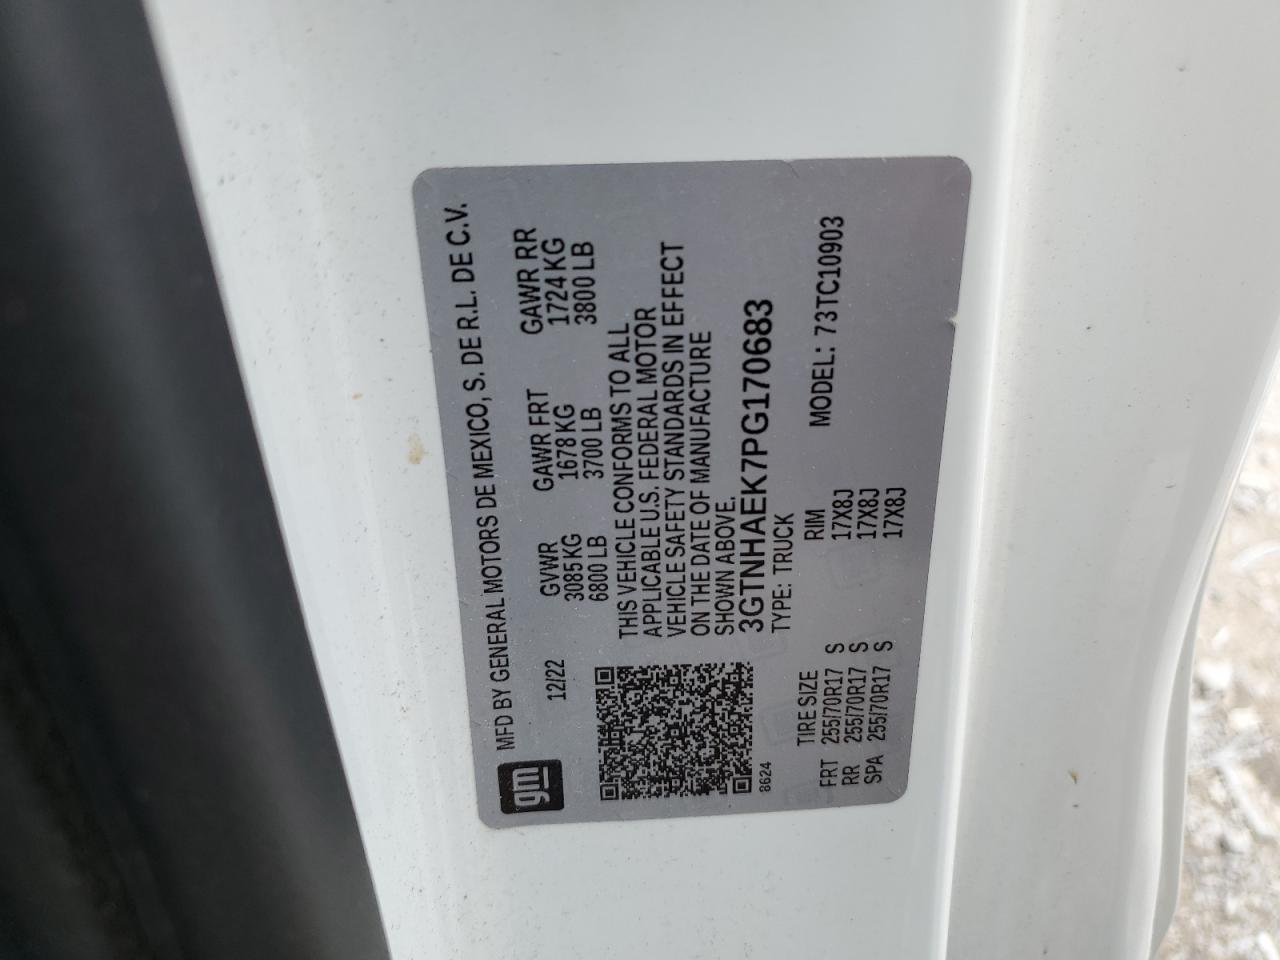 gm
MFD BY GENERAL MOTORS DE MEXICO, S. DE R.L. DE C.V.
12/22
GVWR GAWR FRT GAWR RR
3085 KG 1678 KG 1724 KG
6800 LB 3700 LB 3800 LB
THIS VEHICLE CONFORMS TO ALL
APPLICABLE U.S. FEDERAL MOTOR
VEHICLE SAFETY STANDARDS IN EFFECT
ON THE DATE OF MANUFACTURE
SHOWN ABOVE.
3GTNHAEK7PG170683
8624
TYPE: TRUCK
MODEL: 73TC10903
TIRE SIZE RIM
FRT 255/70R17 S 17X8J
RR 255/70R17 S 17X8J
SPA 255/70R17 S 17X8J